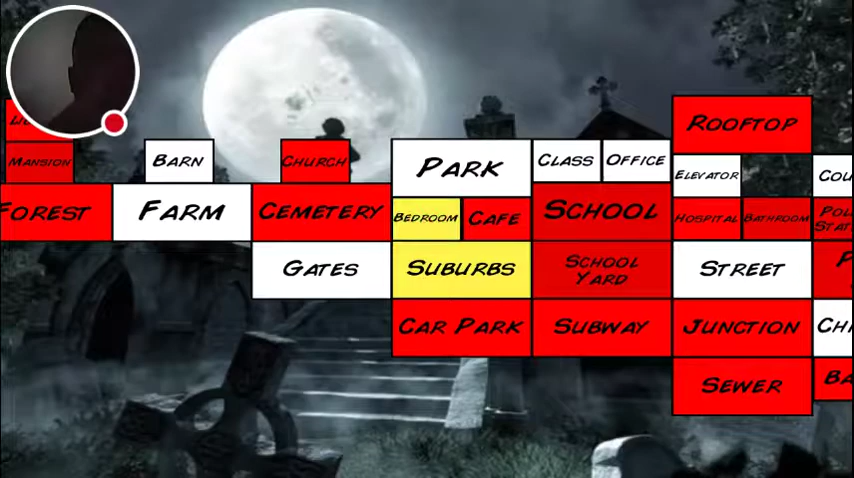 ROOFTOP
MANSION
BARN
CHURCH
PARK
CLASS
OFFICE
ELEVATOR
FOREST
FARM
CEMETERY
BEDROOM
CAFE
SCHOOL
HOSPITAL
BATHROOM
GATES
SUBURBS
SCHOOL
YARD
STREET
CAR PARK
SUBWAY
JUNCTION
SEWER